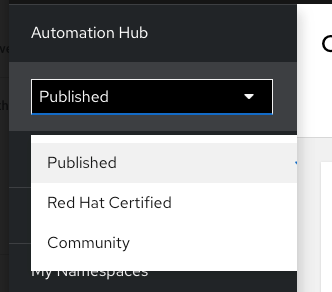 Automation Hub
Published
Published
Red Hat Certified
Community
My Namespaces